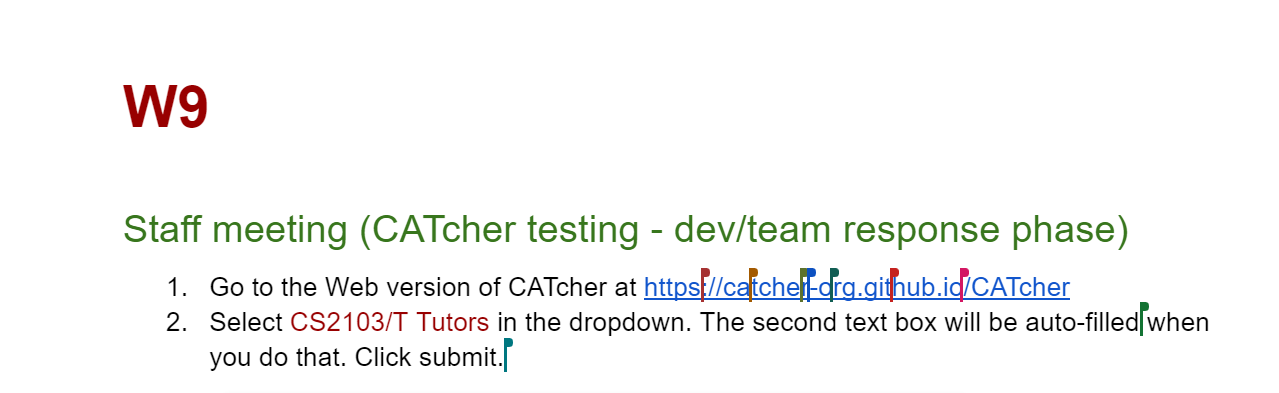 W9
Staff meeting (CATcher testing - dev/team response phase)
1. Go to the Web version of CATcher at https://catcher-org.github.io/CATcher
2. Select CS2103/T Tutors in the dropdown. The second text box will be auto-filled when
you do that. Click submit.